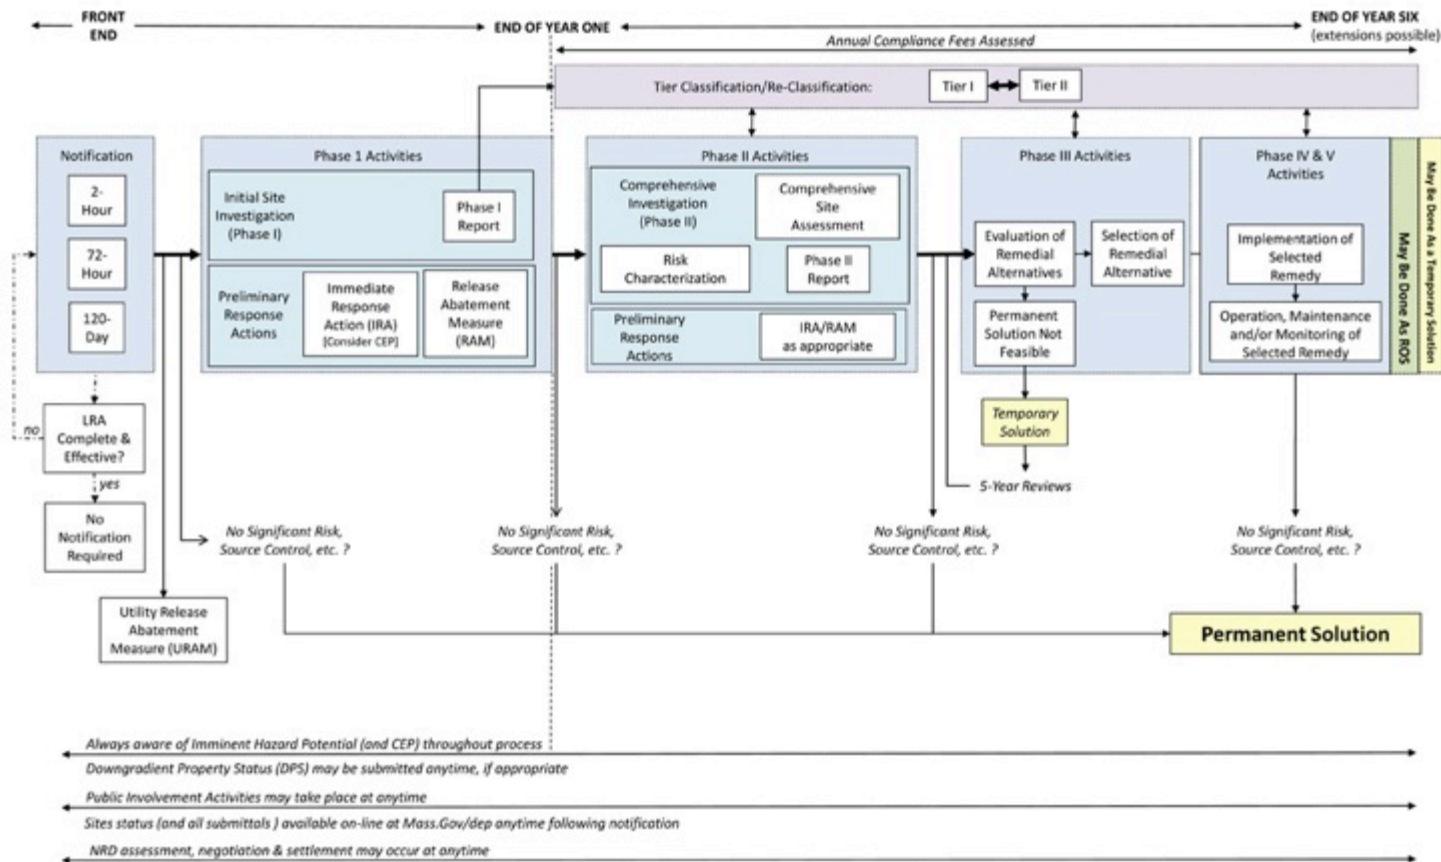 FRONT
END
END OF YEAR ONE
END OF YEAR SIX
(extensions possible)
Annual Compliance Fees Assessed
Tier Classification/Re-Classification:
Tier I
Tier II
Notification
2-
Hour
72-
Hour
120-
Day
Phase 1 Activities
Initial Site
Investigation
(Phase I)
Phase I
Report
Preliminary
Response
Actions
Immediate
Response
Action (IRA)
[Consider CEP]
Release
Abatement
Measure
(RAM)
Phase II Activities
Comprehensive
Investigation
(Phase II)
Comprehensive
Site
Assessment
Risk
Characterization
Phase II
Report
Preliminary
Response
Actions
IRA/RAM
as appropriate
Phase III Activities
Evaluation of
Remedial
Alternatives
Selection of
Remedial
Alternative
Permanent
Solution Not
Feasible
Temporary
Solution
5-Year Reviews
Phase IV & V
Activities
Implementation of
Selected
Remedy
Operation, Maintenance
and/or Monitoring of
Selected Remedy
May Be Done As ROS
May Be Done As a Temporary Solution
LRA
Complete &
Effective?
no
yes
No
Notification
Required
Utility Release
Abatement
Measure (URAM)
No Significant Risk,
Source Control, etc. ?
No Significant Risk,
Source Control, etc. ?
No Significant Risk,
Source Control, etc. ?
No Significant Risk,
Source Control, etc. ?
Permanent Solution
Always aware of Imminent Hazard Potential (and CEP) throughout process
Downgradient Property Status (DPS) may be submitted anytime, if appropriate
Public Involvement Activities may take place at anytime
Sites status (and all submittals ) available on-line at Mass.Gov/dep anytime following notification
NRD assessment, negotiation & settlement may occur at anytime